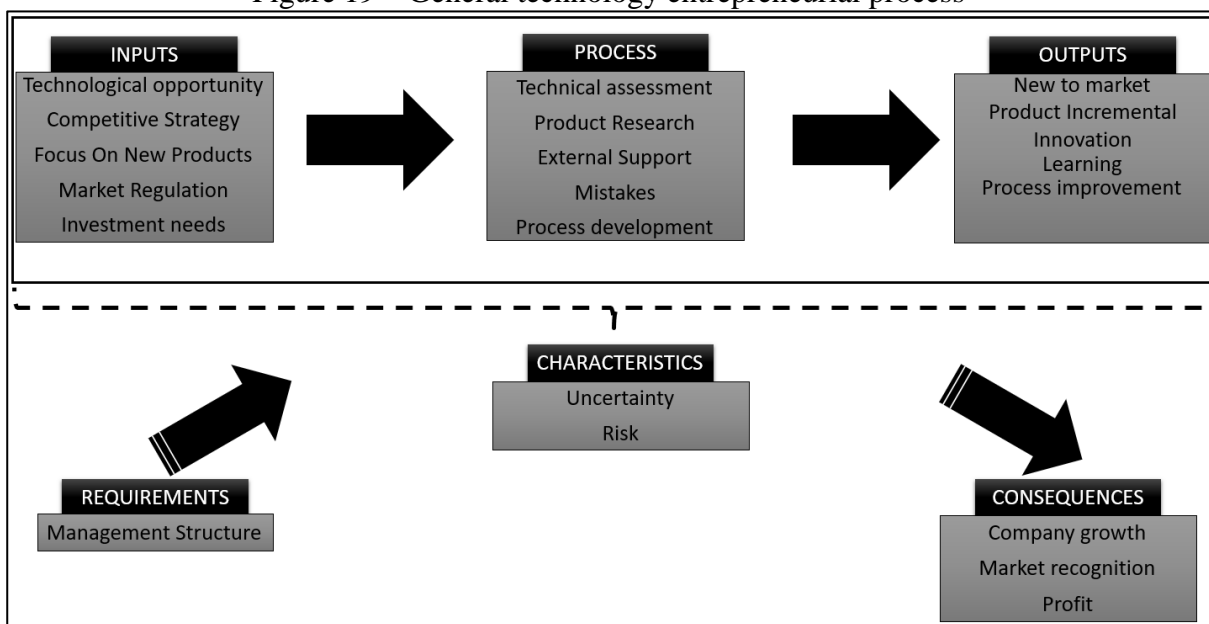 Figure 19 – General technology entrepreneurial process
INPUTS
Technological opportunity
Competitive Strategy
Focus On New Products
Market Regulation
Investment needs
PROCESS
Technical assessment
Product Research
External Support
Mistakes
Process development
OUTPUTS
New to market
Product Incremental
Innovation
Learning
Process improvement
CHARACTERISTICS
Uncertainty
Risk
REQUIREMENTS
Management Structure
CONSEQUENCES
Company growth
Market recognition
Profit